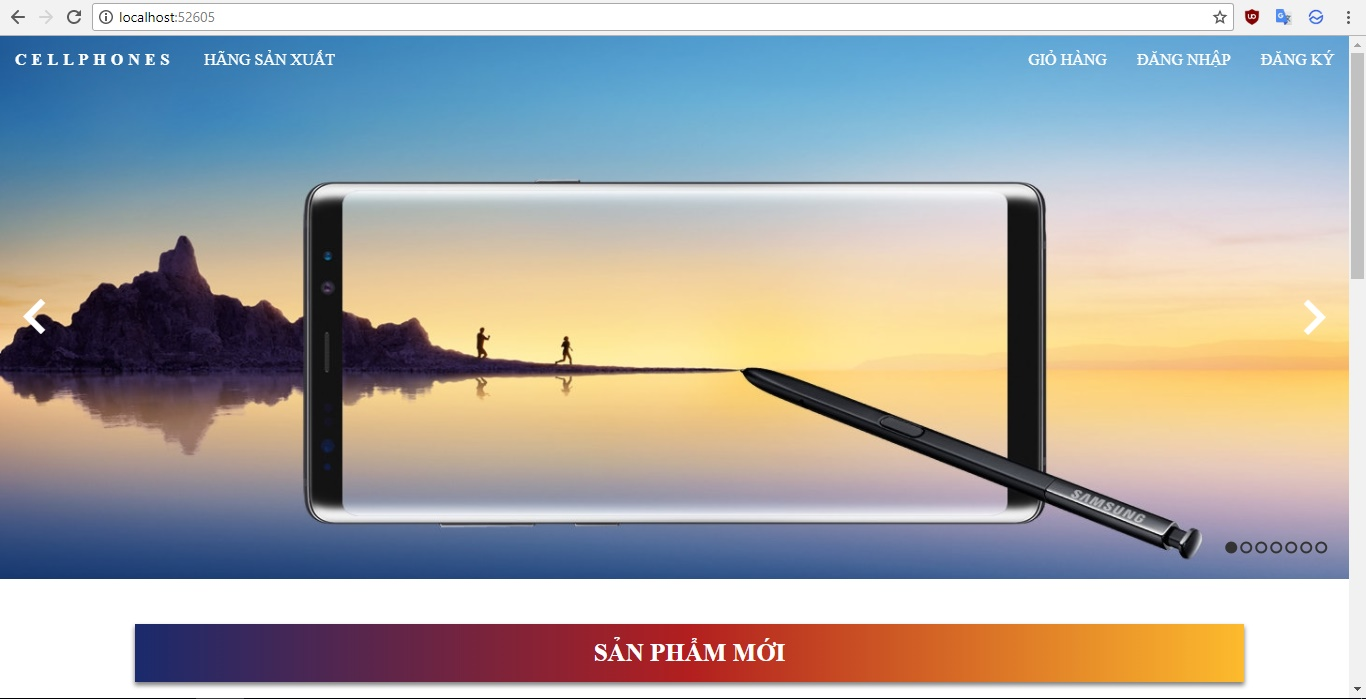 localhost:52605
CELLPHONES HÃNG SẢN XUẤT GIỎ HÀNG ĐĂNG NHẬP ĐĂNG KÝ
SAMSUNG
SẢN PHẨM MỚI